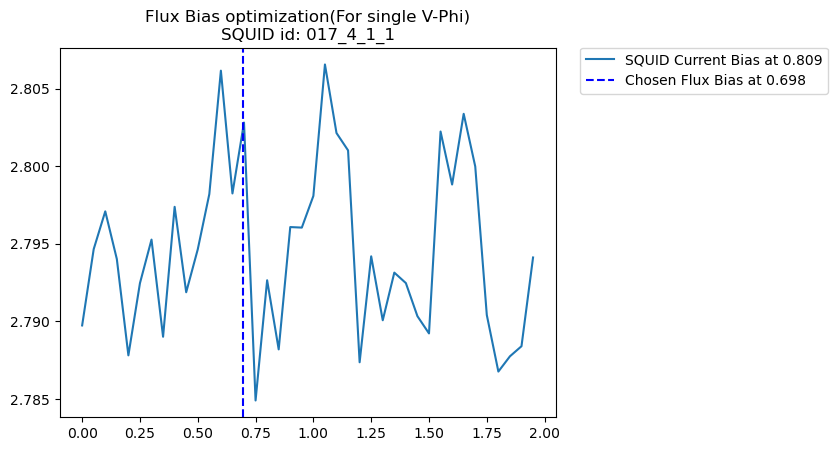 Flux Bias optimization(For single V-Phi)
SQUID id: 017_4_1_1
SQUID Current Bias at 0.809
Chosen Flux Bias at 0.698
2.805
2.800
2.795
2.790
2.785
0.00 0.25 0.50 0.75 1.00 1.25 1.50 1.75 2.00